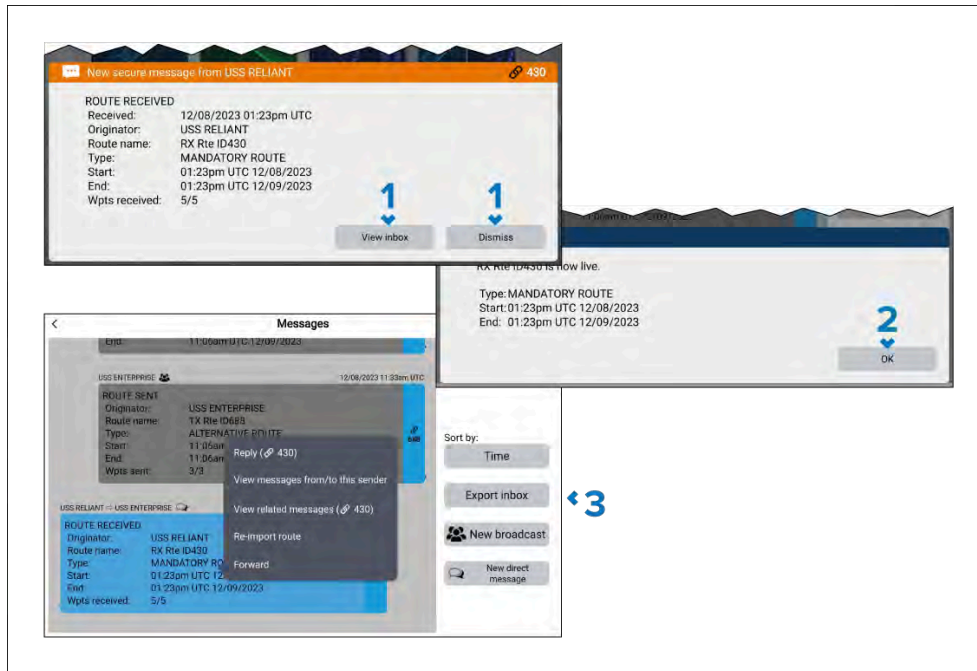 New secure message from USS RELIANT 430
ROUTE RECEIVED
Received: 12/08/2023 01:23pm UTC
Originator: USS RELIANT
Route name: RX Rte ID430
Type: MANDATORY ROUTE
Start: 01:23pm UTC 12/08/2023
End: 01:23pm UTC 12/09/2023
Wpts received: 5/5
1 1
View inbox Dismiss
RX Rte ID430 is now live.
Type: MANDATORY ROUTE
Start: 01:23pm UTC 12/08/2023
End: 01:23pm UTC 12/09/2023
2
OK
< Messages
End: 11:06am UTC 12/09/2023
USS ENTERPRISE 12/08/2023 11:33am UTC
ROUTE SENT
Originator: USS ENTERPRISE
Route name: TX Rte ID688
Type: ALTERNATIVE ROUTE
Start: 11:06am
End: 11:06am
Wpts sent: 3/3
Reply ( 430)
View messages from/to this sender
View related messages ( 430)
Re-import route
Forward
USS RELIANT USS ENTERPRISE
ROUTE RECEIVED
Originator: USS RELIANT
Route name: RX Rte ID430
Type: MANDATORY RO
Start: 01:23pm UTC 12
End: 01:23pm UTC 12/09/2023
Wpts received: 5/5
Sort by:
Time
Export inbox
3
New broadcast
New direct
message